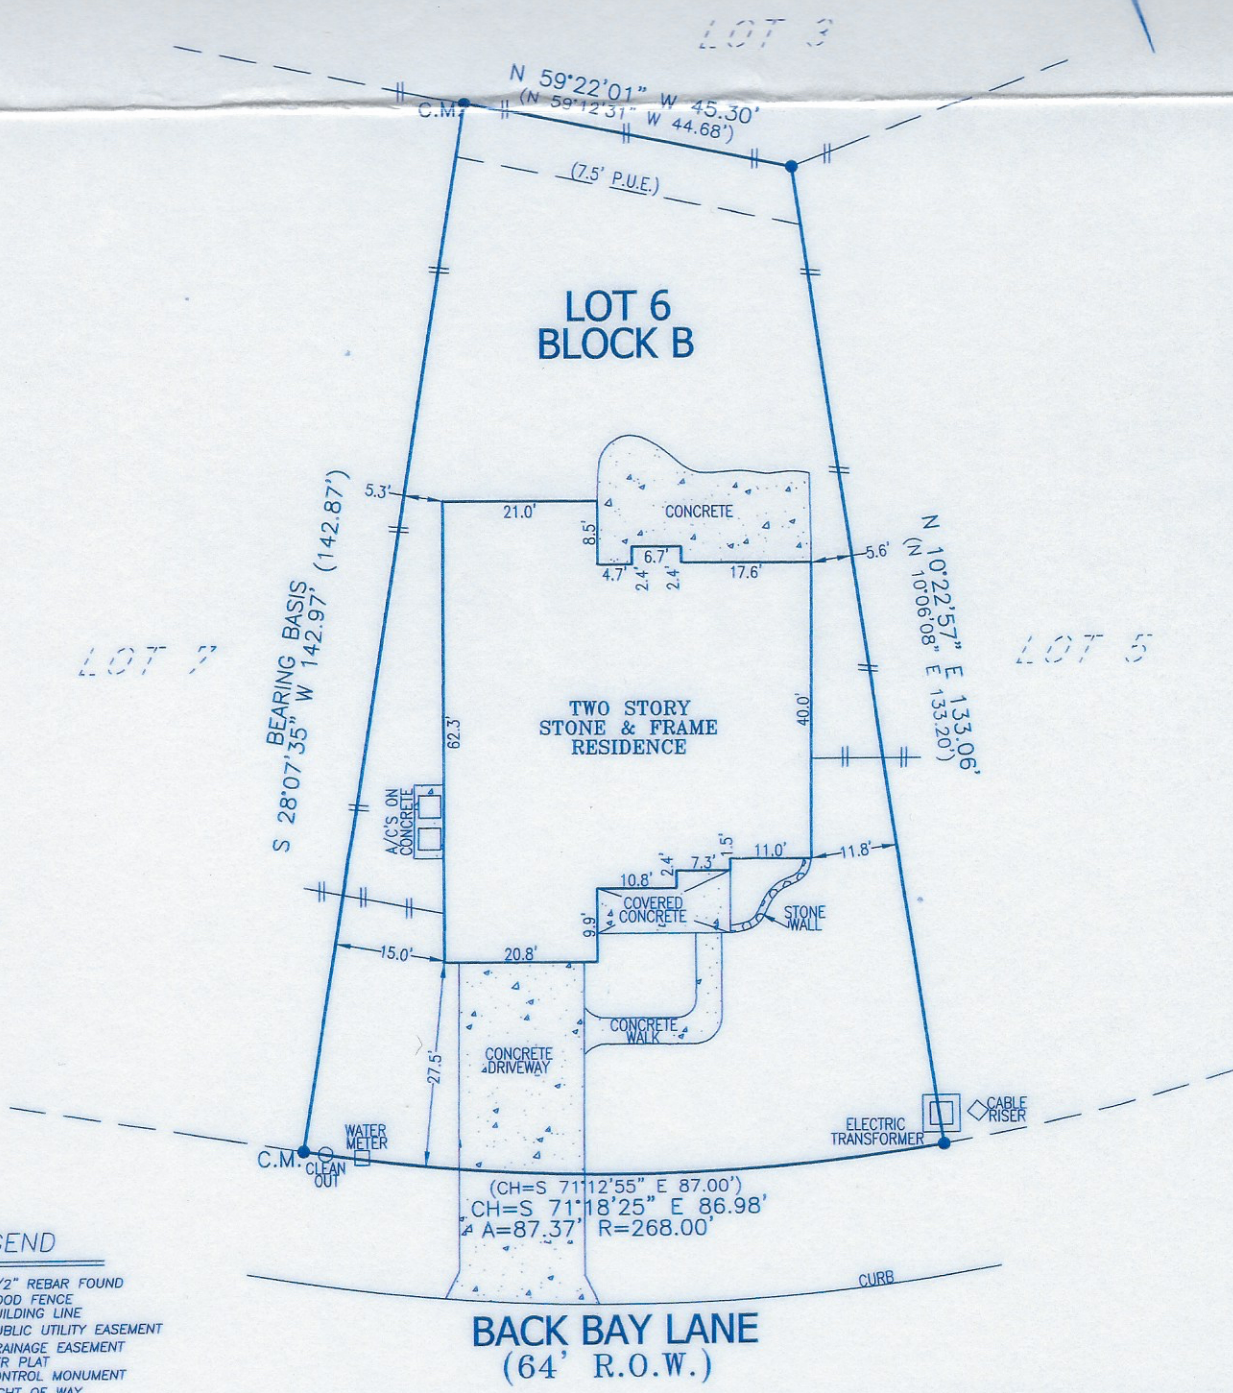 LOT 3
N 59°22'01" W 45.30'
(N 59°12'31" W 44.68')
C.M.
(7.5' P.U.E.)
LOT 6
BLOCK B
5.3'
21.0'
8.5'
CONCRETE
6.7'
4.7'
2.4'
2.4'
17.6'
5.6'
BEARING BASIS
S 28°07'35" W 142.97' (142.87')
N 10°22'57" E 133.06'
(N 10°06'08" E 133.20')
LOT 7
LOT 5
TWO STORY
STONE & FRAME
RESIDENCE
62.3'
40.0'
A/C'S ON
CONCRETE
1.5'
11.0'
11.8'
2.4'
7.3'
10.8'
COVERED
CONCRETE
9.9'
STONE
WALL
15.0'
20.8'
CONCRETE
WALK
CONCRETE
DRIVEWAY
27.5'
CABLE
RISER
ELECTRIC
TRANSFORMER
WATER
METER
C.M.
CLEAN
OUT
(CH=S 71°12'55" E 87.00')
CH=S 71°18'25" E 86.98'
A=87.37' R=268.00'
CURB
BACK BAY LANE
(64' R.O.W.)
GEND
/2" REBAR FOUND
OOD FENCE
UILDING LINE
UBLIC UTILITY EASEMENT
RAINAGE EASEMENT
ER PLAT
ONTROL MONUMENT
GHT OF WAY